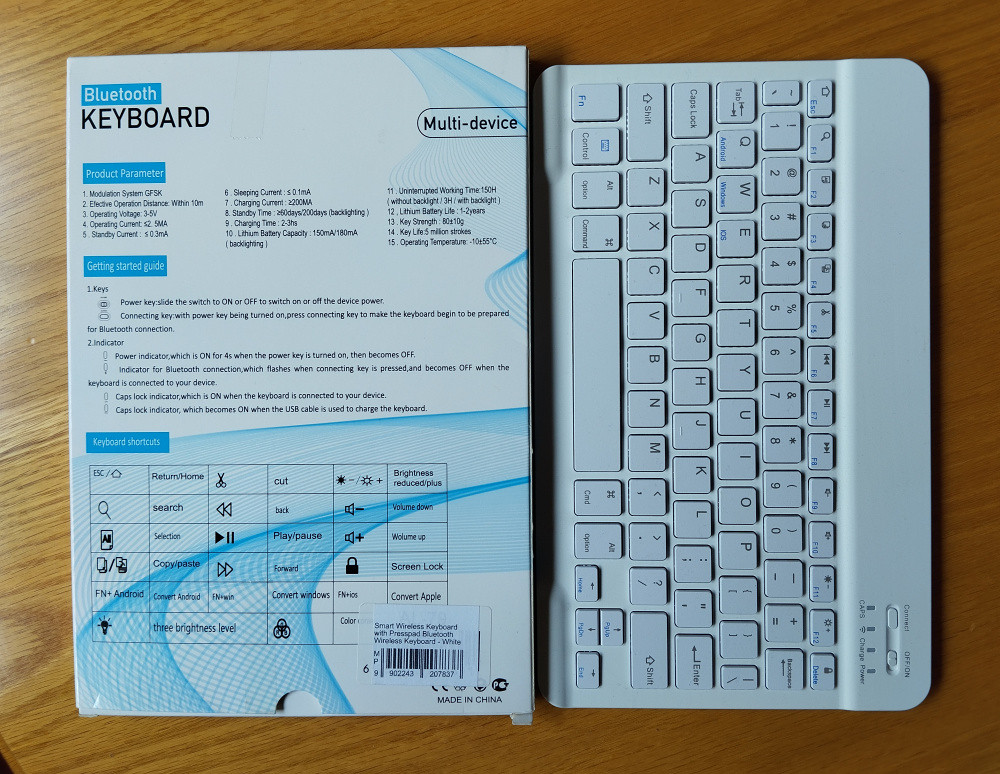 Bluetooth
KEYBOARD
Multi-device
Product Parameter
1. Modulation System GFSK
2. Efective Operation Distance: Within 10m
3. Operating Voltage: 3-5V
4. Operating Current: ≤2. 5MA
5 . Standby Current : ≤ 0.3mA
6 . Sleeping Current : ≤ 0.1mA
7 . Charging Current : ≥200MA
8 . Standby Time : ≥60days/200days (backlighting )
9 . Charging Time : 2-3hs
10 . Lithium Battery Capacity : 150mA/180mA
( backlighting )
11 . Uninterrupted Working Time:150H
( without backlight / 3H / with backlight )
12 . Lithium Battery Life : 1-2years
13 . Key Strength : 80±10g
14 . Key Life:5 million strokes
15 . Operating Temperature: -10±55°C
Getting started guide
1.Keys
Power key:slide the switch to ON or OFF to switch on or off the device power.
Connecting key:with power key being turned on,press connecting key to make the keyboard begin to be prepared
for Bluetooth connection.
2.Indicator
Power indicator,which is ON for 4s when the power key is turned on, then becomes OFF.
Indicator for Bluetooth connection,which flashes when connecting key is pressed,and becomes OFF when the
keyboard is connected to your device.
Caps lock indicator,which is ON when the keyboard is connected to your device.
Caps lock indicator, which becomes ON when the USB cable is used to charge the keyboard.
Keyboard shortcuts
ESC / Return/Home cut - / + Brightness reduced/plus
search back Volume down
All Selection Play/pause Wolume up
/ Copy/paste Forward Screen Lock
FN+ Android Convert Android FN+win Convert windows FN+ios Convert Apple
three brightness level Color
Smart Wireless Keyboard
with Presspad Bluetooth
Wireless Keyboard - White
M
P
6
9 902243 207837
MADE IN CHINA
Esc F1 F2 F3 F4 F5 F6 F7 F8 F9 F10 F11 F12 Delete
~ ` ! 1 @ 2 # 3 $ 4 % 5 ^ 6 & 7 * 8 ( 9 ) 0 _ - + = Backspace
Tab Q Android W Windows E IOS R T Y U I O P { [ } ] | \
Caps Lock A S D F G H J K L : ; " ' Enter
Shift Z X C V B N M < , > . ? / Shift
Fn Control Alt Option Command Cmd Alt Option Home PgUp PgDn End
Connect OFF/ON
CAPS Charge Power